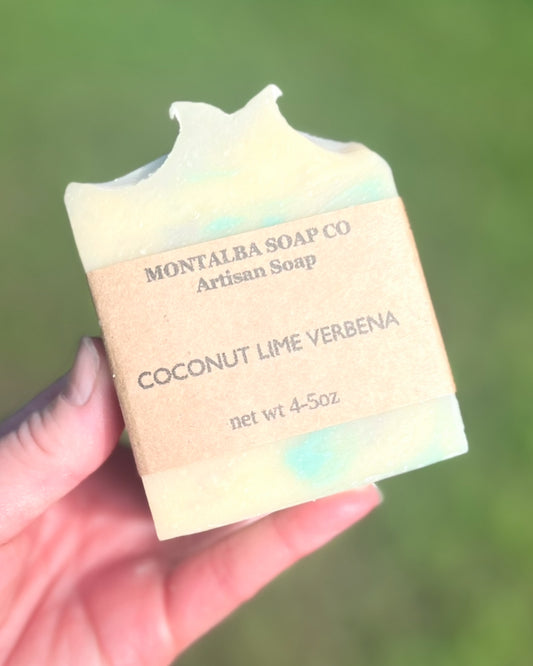 MONTALBA SOAP CO
Artisan Soap
COCONUT LIME VERBENA
net wt 4-5oz